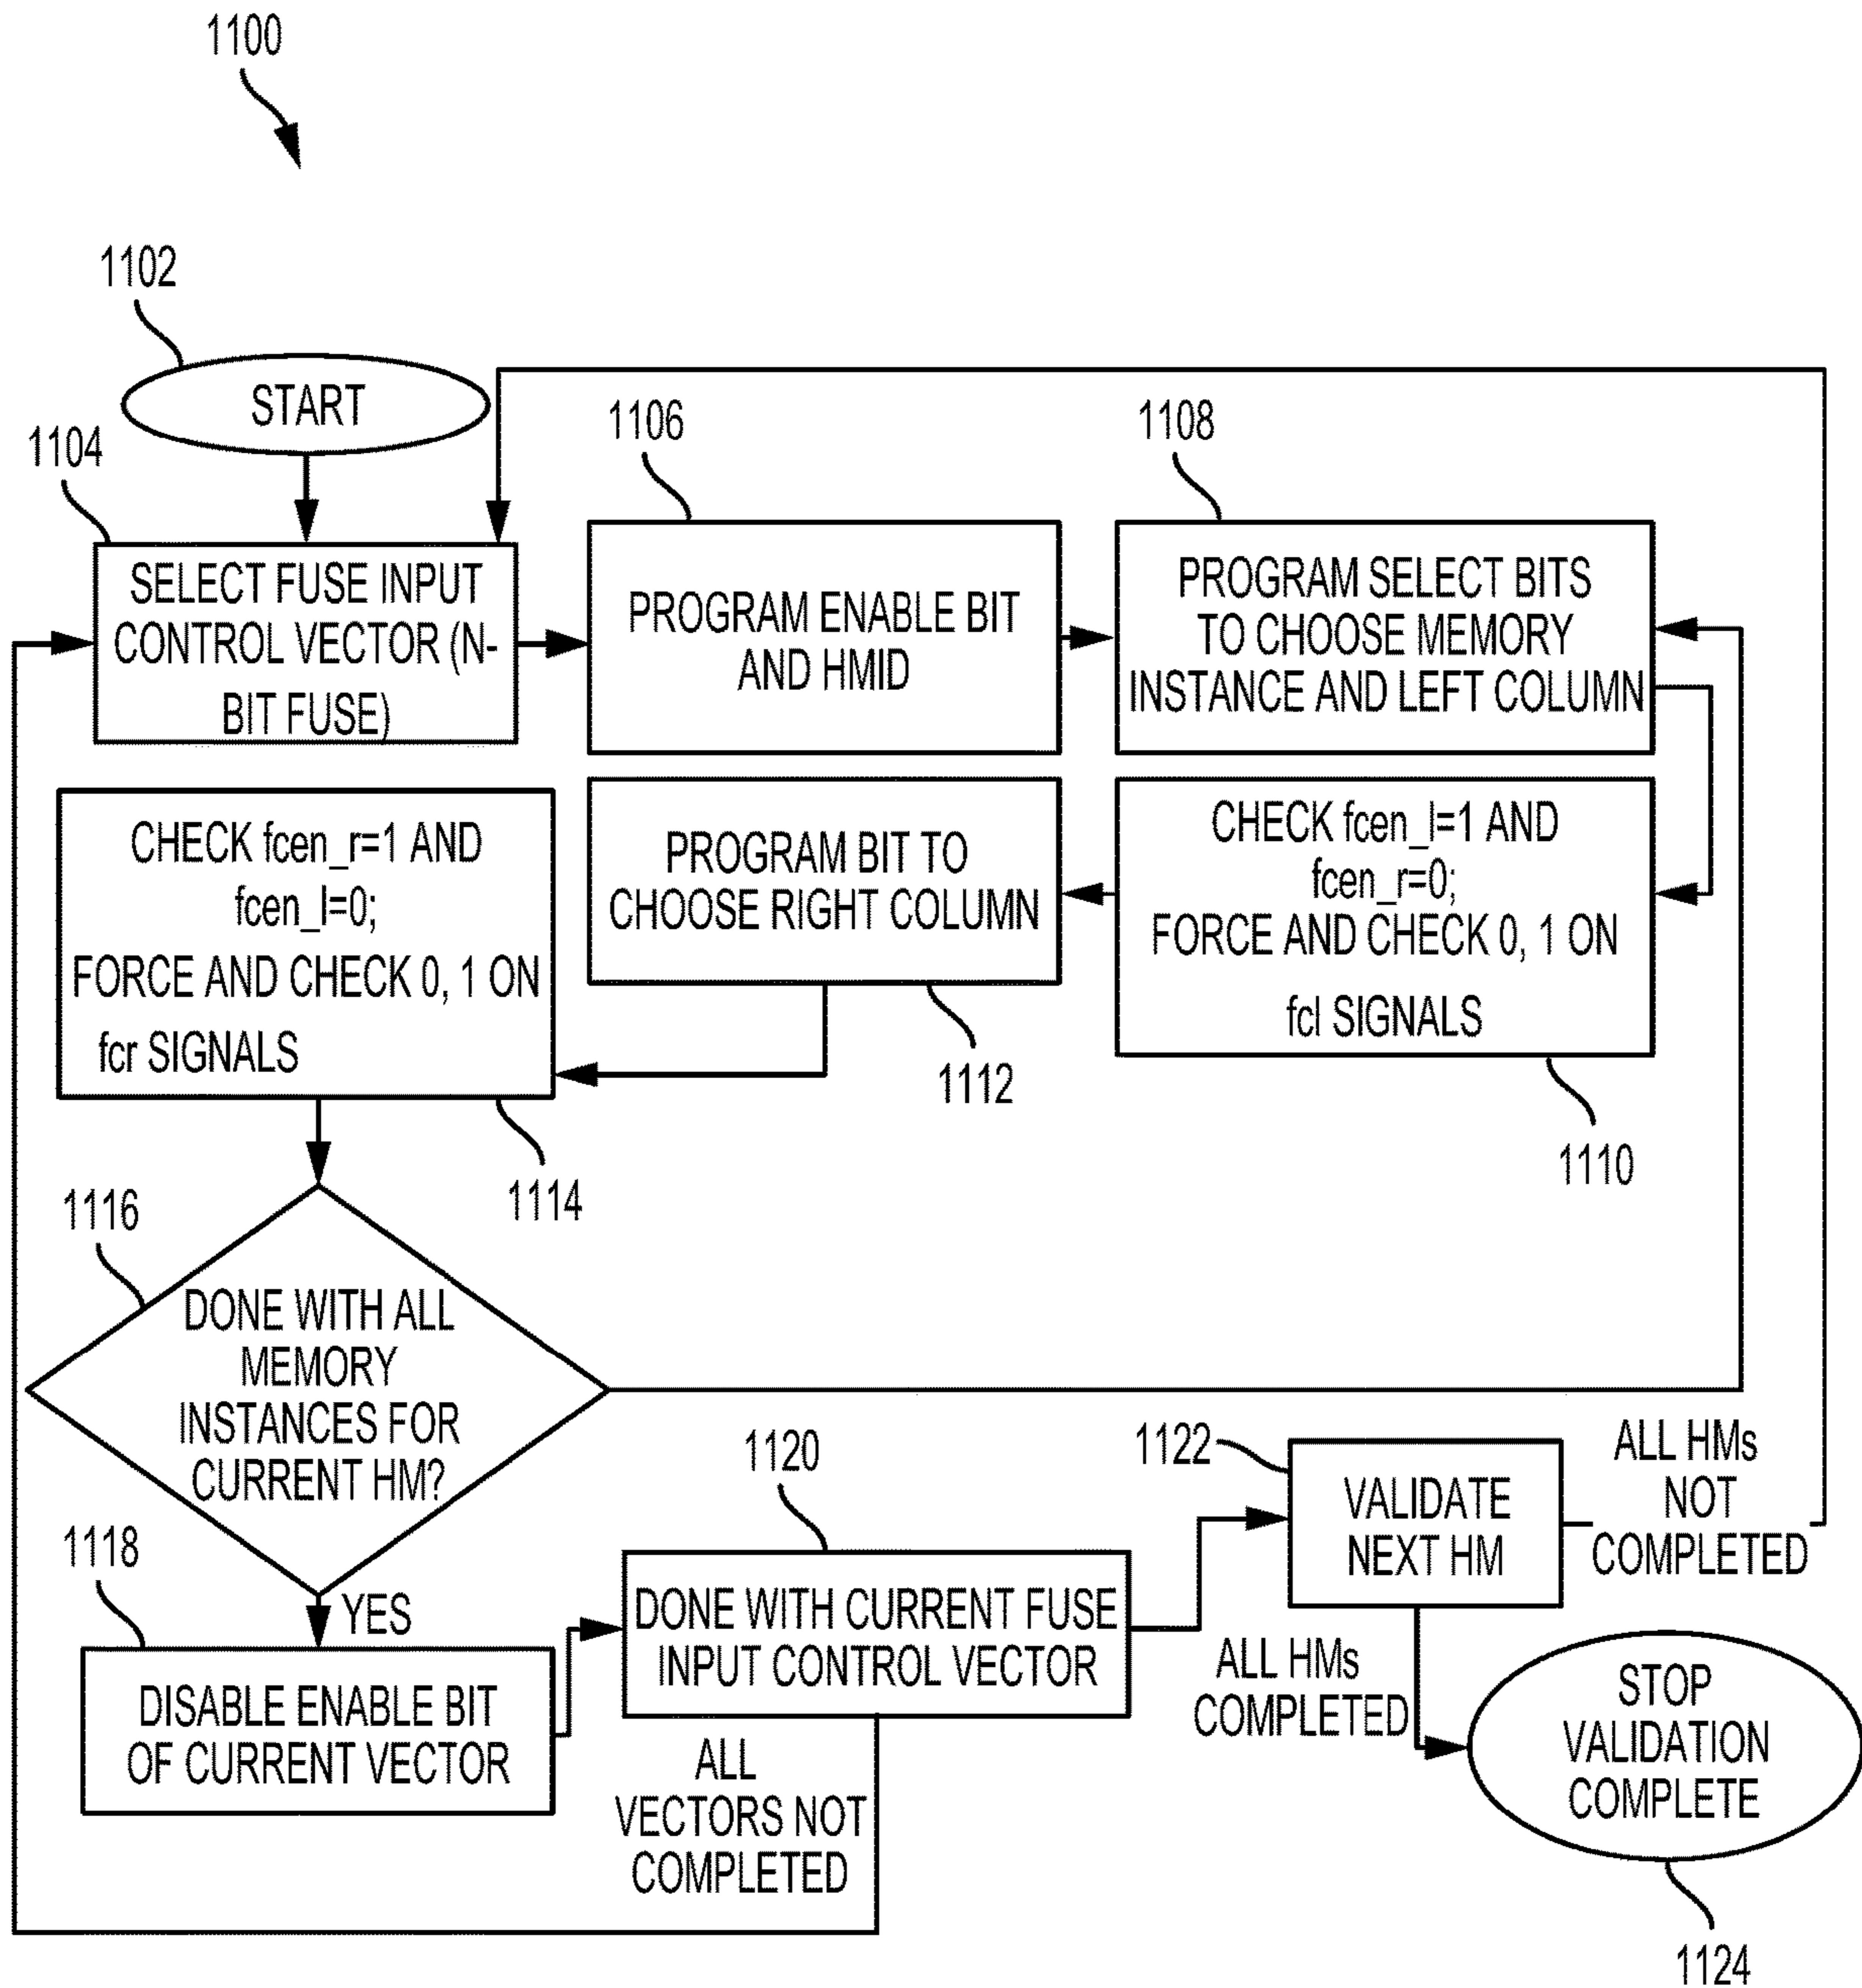 1100
1102
START
1104
SELECT FUSE INPUT
CONTROL VECTOR (N-
BIT FUSE)
1106
PROGRAM ENABLE BIT
AND HMID
1108
PROGRAM SELECT BITS
TO CHOOSE MEMORY
INSTANCE AND LEFT COLUMN
CHECK fcen_l=1 AND
fcen_r=0;
FORCE AND CHECK 0, 1 ON
fcl SIGNALS
1110
PROGRAM BIT TO
CHOOSE RIGHT COLUMN
1112
CHECK fcen_r=1 AND
fcen_l=0;
FORCE AND CHECK 0, 1 ON
fcr SIGNALS
1114
1116
DONE WITH ALL
MEMORY
INSTANCES FOR
CURRENT HM?
YES
1118
DISABLE ENABLE BIT
OF CURRENT VECTOR
1120
DONE WITH CURRENT FUSE
INPUT CONTROL VECTOR
ALL
VECTORS NOT
COMPLETED
1122
VALIDATE
NEXT HM
ALL HMs
NOT
COMPLETED
ALL HMs
COMPLETED
STOP
VALIDATION
COMPLETE
1124